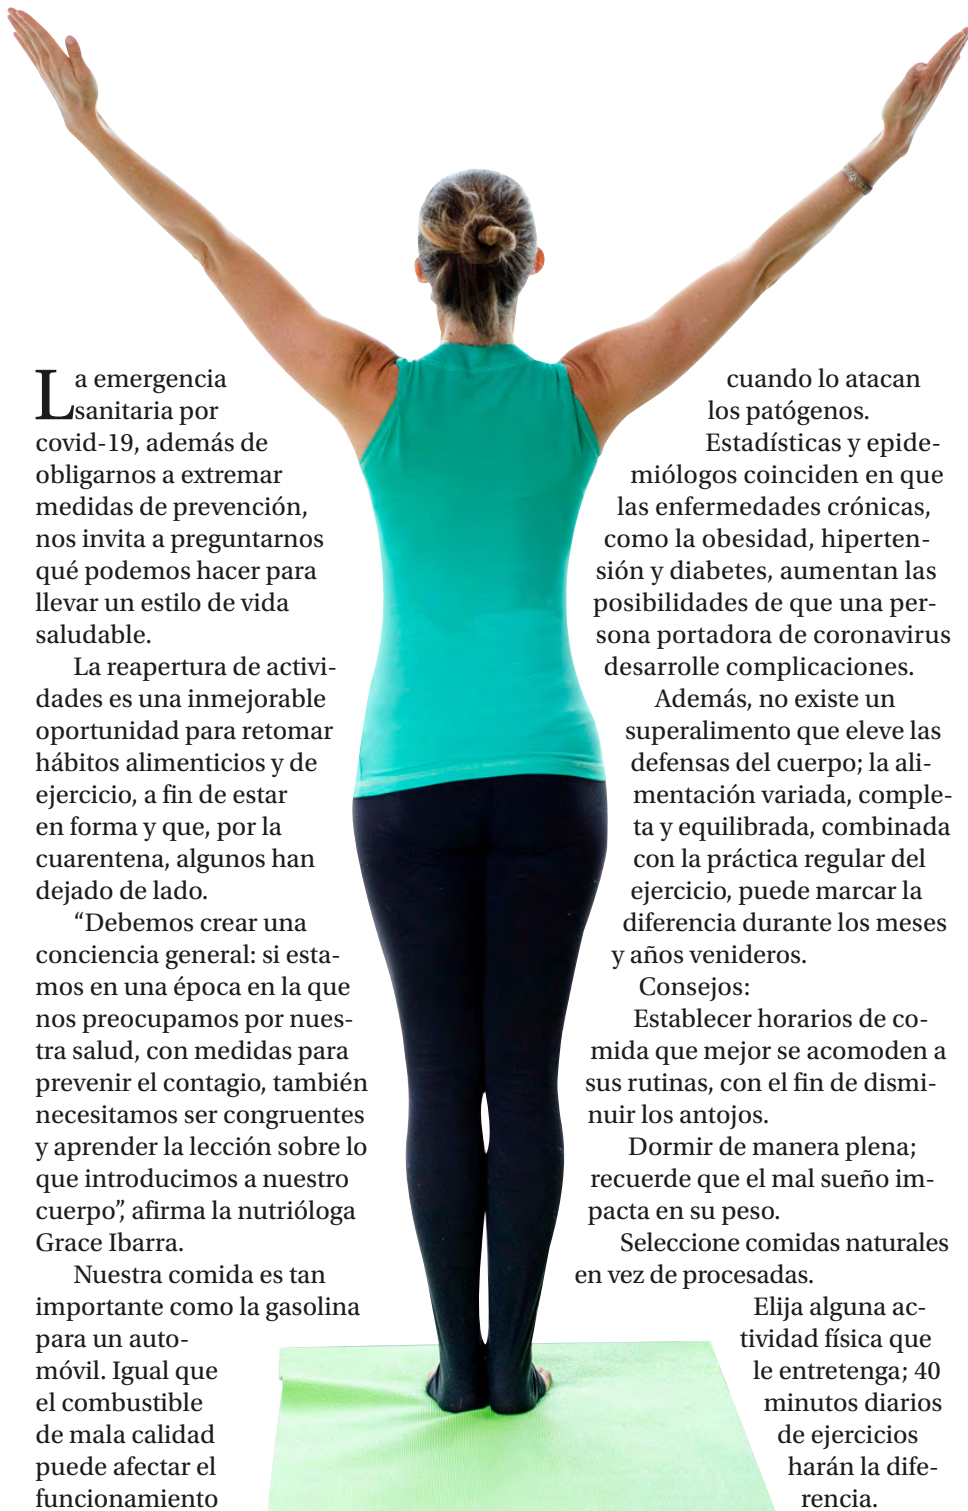 La emergencia
sanitaria por
covid-19, además de
obligarnos a extremar
medidas de prevención,
nos invita a preguntarnos
qué podemos hacer para
llevar un estilo de vida
saludable.
La reapertura de activi-
dades es una inmejorable
oportunidad para retomar
hábitos alimenticios y de
ejercicio, a fin de estar
en forma y que, por la
cuarentena, algunos han
dejado de lado.
“Debemos crear una
conciencia general: si esta-
mos en una época en la que
nos preocupamos por nues-
tra salud, con medidas para
prevenir el contagio, también
necesitamos ser congruentes
y aprender la lección sobre lo
que introducimos a nuestro
cuerpo”, afirma la nutrióloga
Grace Ibarra.
Nuestra comida es tan
importante como la gasolina
para un auto-
móvil. Igual que
el combustible
de mala calidad
puede afectar el
funcionamiento
cuando lo atacan
los patógenos.
Estadísticas y epide-
miólogos coinciden en que
las enfermedades crónicas,
como la obesidad, hiperten-
sión y diabetes, aumentan las
posibilidades de que una per-
sona portadora de coronavirus
desarrolle complicaciones.
Además, no existe un
superalimento que eleve las
defensas del cuerpo; la ali-
mentación variada, comple-
ta y equilibrada, combinada
con la práctica regular del
ejercicio, puede marcar la
diferencia durante los meses
y años venideros.
Consejos:
Establecer horarios de co-
mida que mejor se acomoden a
sus rutinas, con el fin de dismi-
nuir los antojos.
Dormir de manera plena;
recuerde que el mal sueño im-
pacta en su peso.
Seleccione comidas naturales
en vez de procesadas.
Elija alguna ac-
tividad física que
le entretenga; 40
minutos diarios
de ejercicios
harán la dife-
rencia.